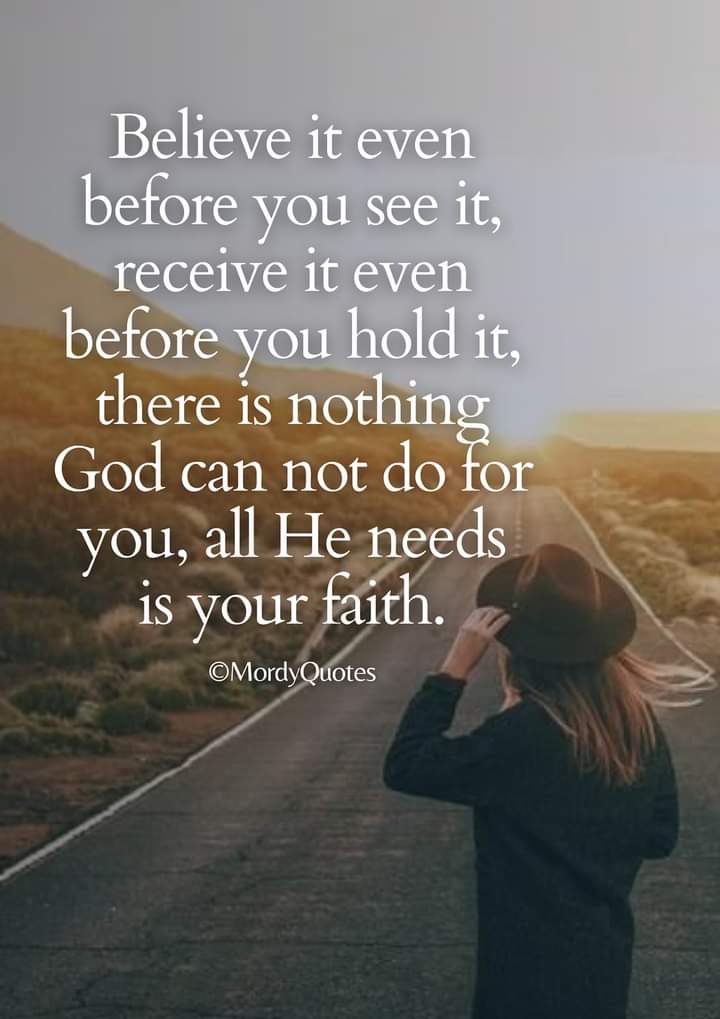 Believe it even
before you see it,
receive it even
before you hold it,
there is nothing
God can not do for
you, all He needs
is your faith.
©MordyQuotes